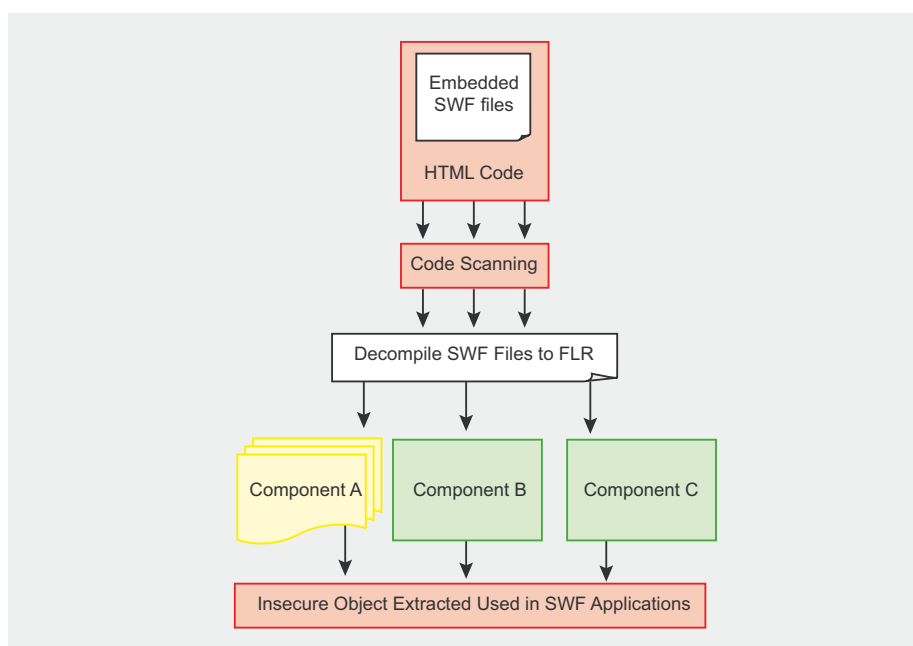 Embedded
SWF files
HTML Code
Code Scanning
Decompile SWF Files to FLR
Component A
Component B
Component C
Insecure Object Extracted Used in SWF Applications